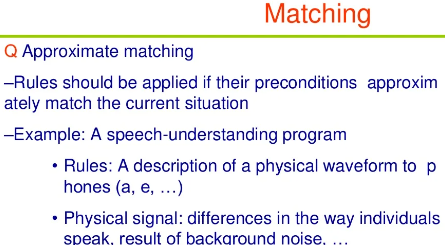 Matching
Q Approximate matching
–Rules should be applied if their preconditions approxim
ately match the current situation
–Example: A speech-understanding program
• Rules: A description of a physical waveform to p
hones (a, e, …)
• Physical signal: differences in the way individuals
speak, result of background noise, …